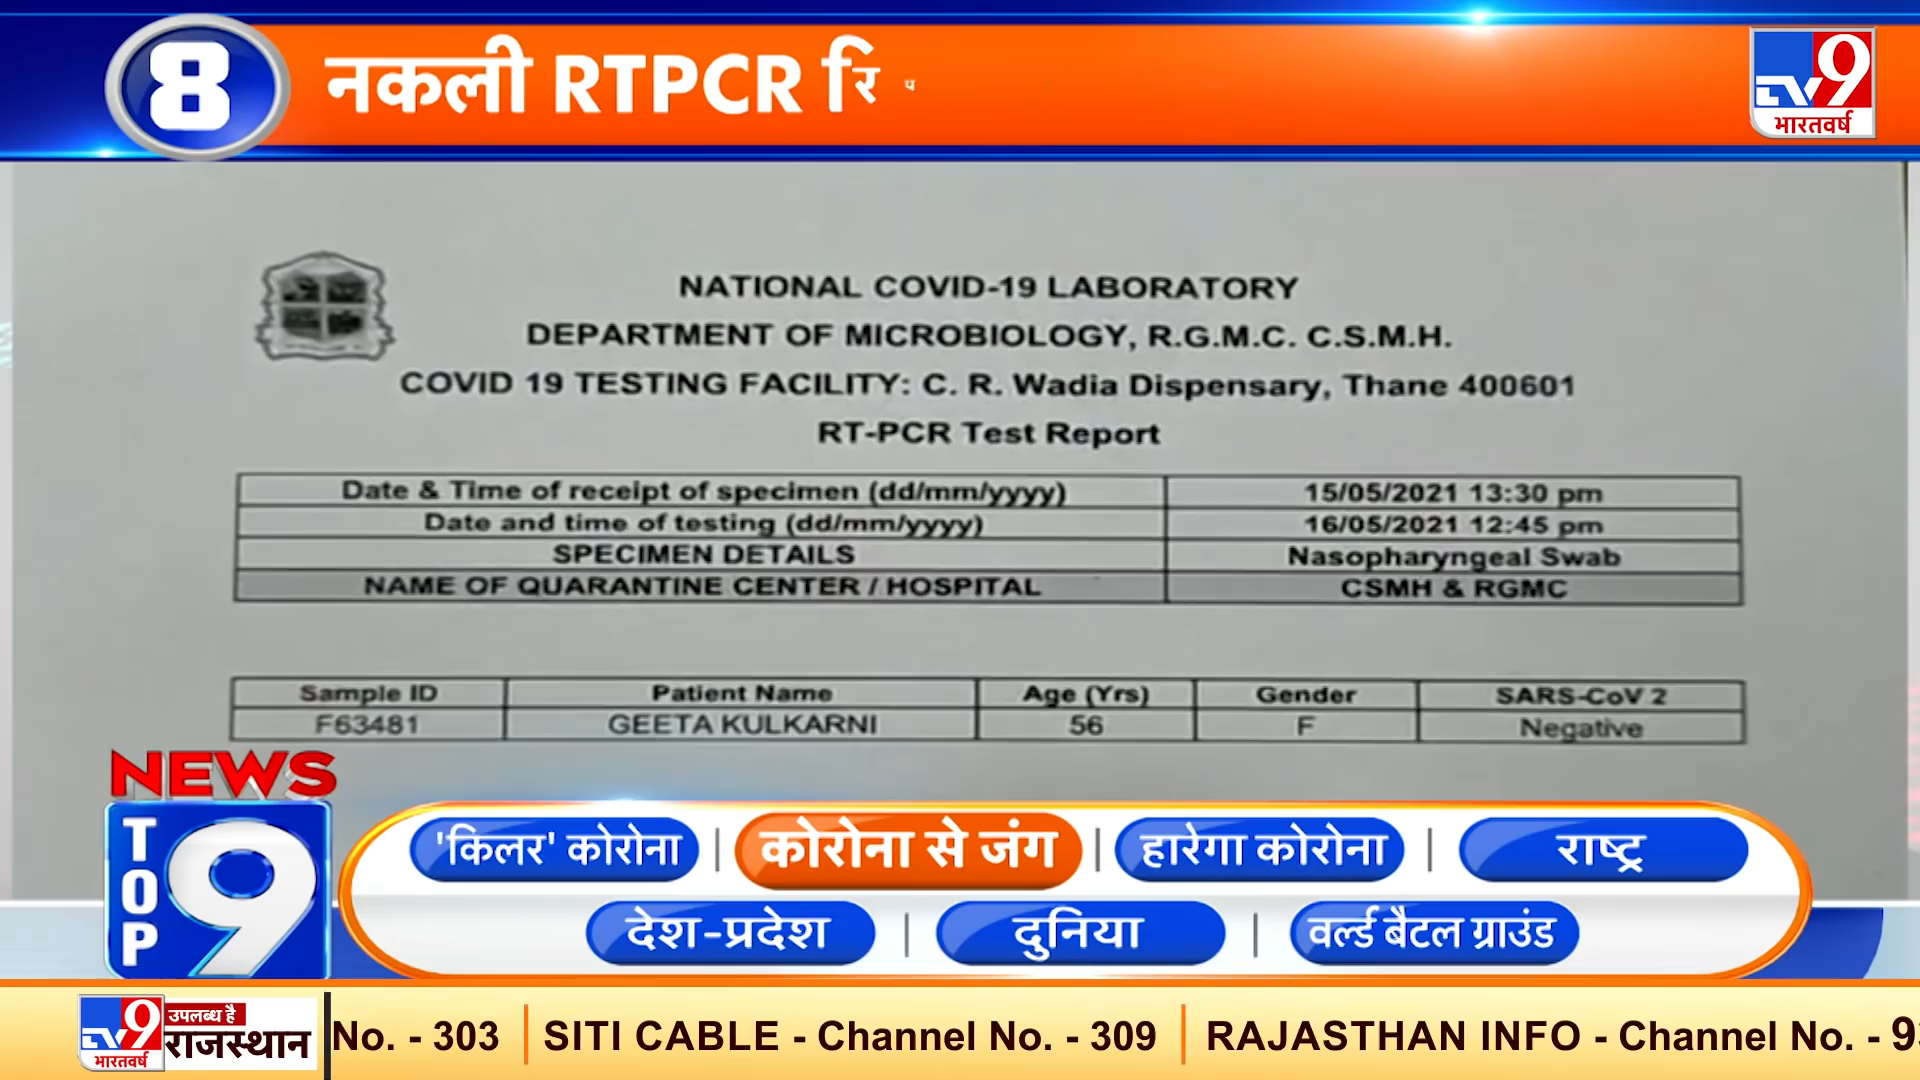 8
नकली RTPCR रि
TV9
भारतवर्ष
NATIONAL COVID-19 LABORATORY
DEPARTMENT OF MICROBIOLOGY, R.G.M.C. C.S.M.H.
COVID 19 TESTING FACILITY: C. R. Wadia Dispensary, Thane 400601
RT-PCR Test Report
Date & Time of receipt of specimen (dd/mm/yyyy) 15/05/2021 13:30 pm
Date and time of testing (dd/mm/yyyy) 16/05/2021 12:45 pm
SPECIMEN DETAILS Nasopharyngeal Swab
NAME OF QUARANTINE CENTER / HOSPITAL CSMH & RGMC
Sample ID Patient Name Age (Yrs) Gender SARS-CoV 2
F63481 GEETA KULKARNI 56 F Negative
NEWS
TOP
9
'किलर' कोरोना | कोरोना से जंग | हारेगा कोरोना | राष्ट्र
देश-प्रदेश | दुनिया | वर्ल्ड बैटल ग्राउंड
TV9
भारतवर्ष
उपलब्ध है
राजस्थान
No. - 303 | SITI CABLE - Channel No. - 309 | RAJASTHAN INFO - Channel No. - 9